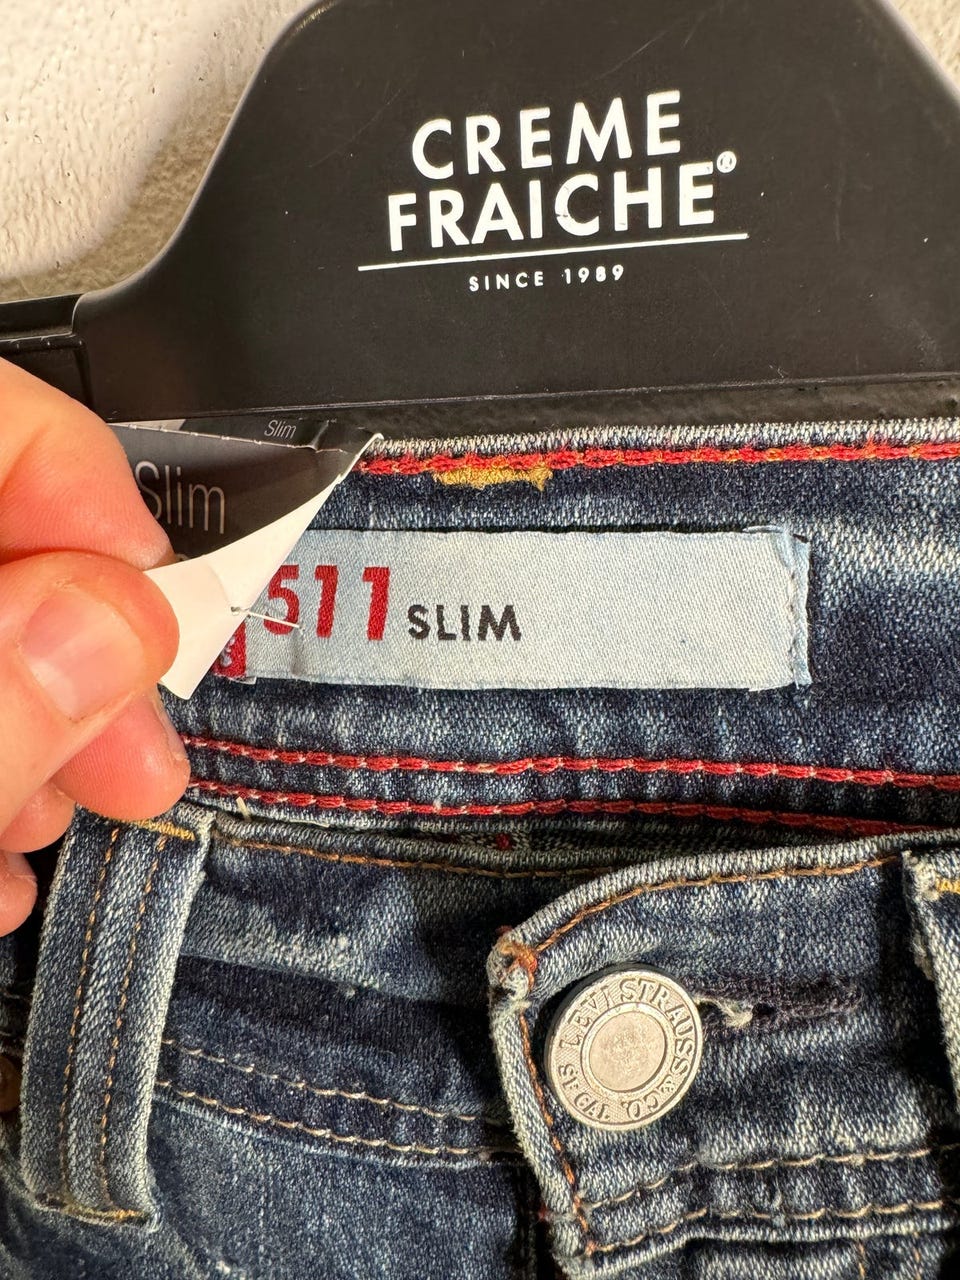 CREME
FRAICHE®
SINCE 1989
Slim
Slim
511 SLIM
LEVI STRAUSS & CO.
S.F. CAL